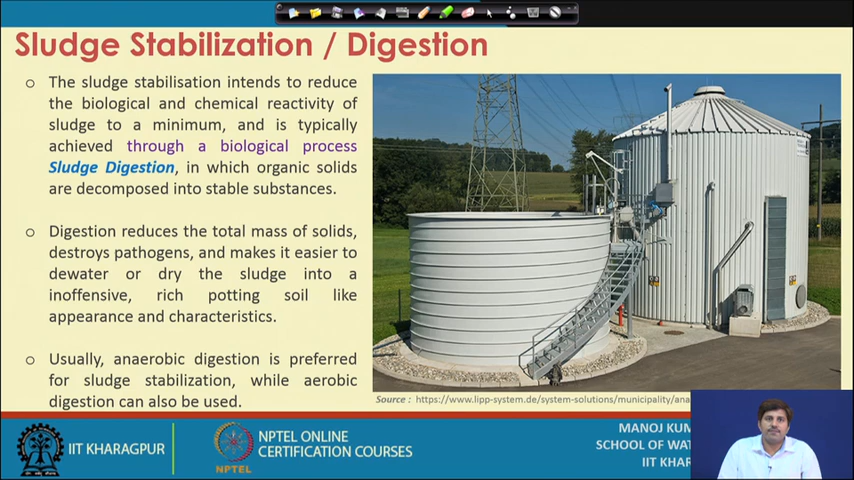 Sludge Stabilization / Digestion
o The sludge stabilisation intends to reduce
the biological and chemical reactivity of
sludge to a minimum, and is typically
achieved through a biological process
Sludge Digestion, in which organic solids
are decomposed into stable substances.
o Digestion reduces the total mass of solids,
destroys pathogens, and makes it easier to
dewater or dry the sludge into a
inoffensive, rich potting soil like
appearance and characteristics.
o Usually, anaerobic digestion is preferred
for sludge stabilization, while aerobic
digestion can also be used.
Source : https://www.lipp-system.de/system-solutions/municipality/ana
IIT KHARAGPUR
NPTEL
NPTEL ONLINE
CERTIFICATION COURSES
MANOJ KUM
SCHOOL OF WAT
IIT KHAR